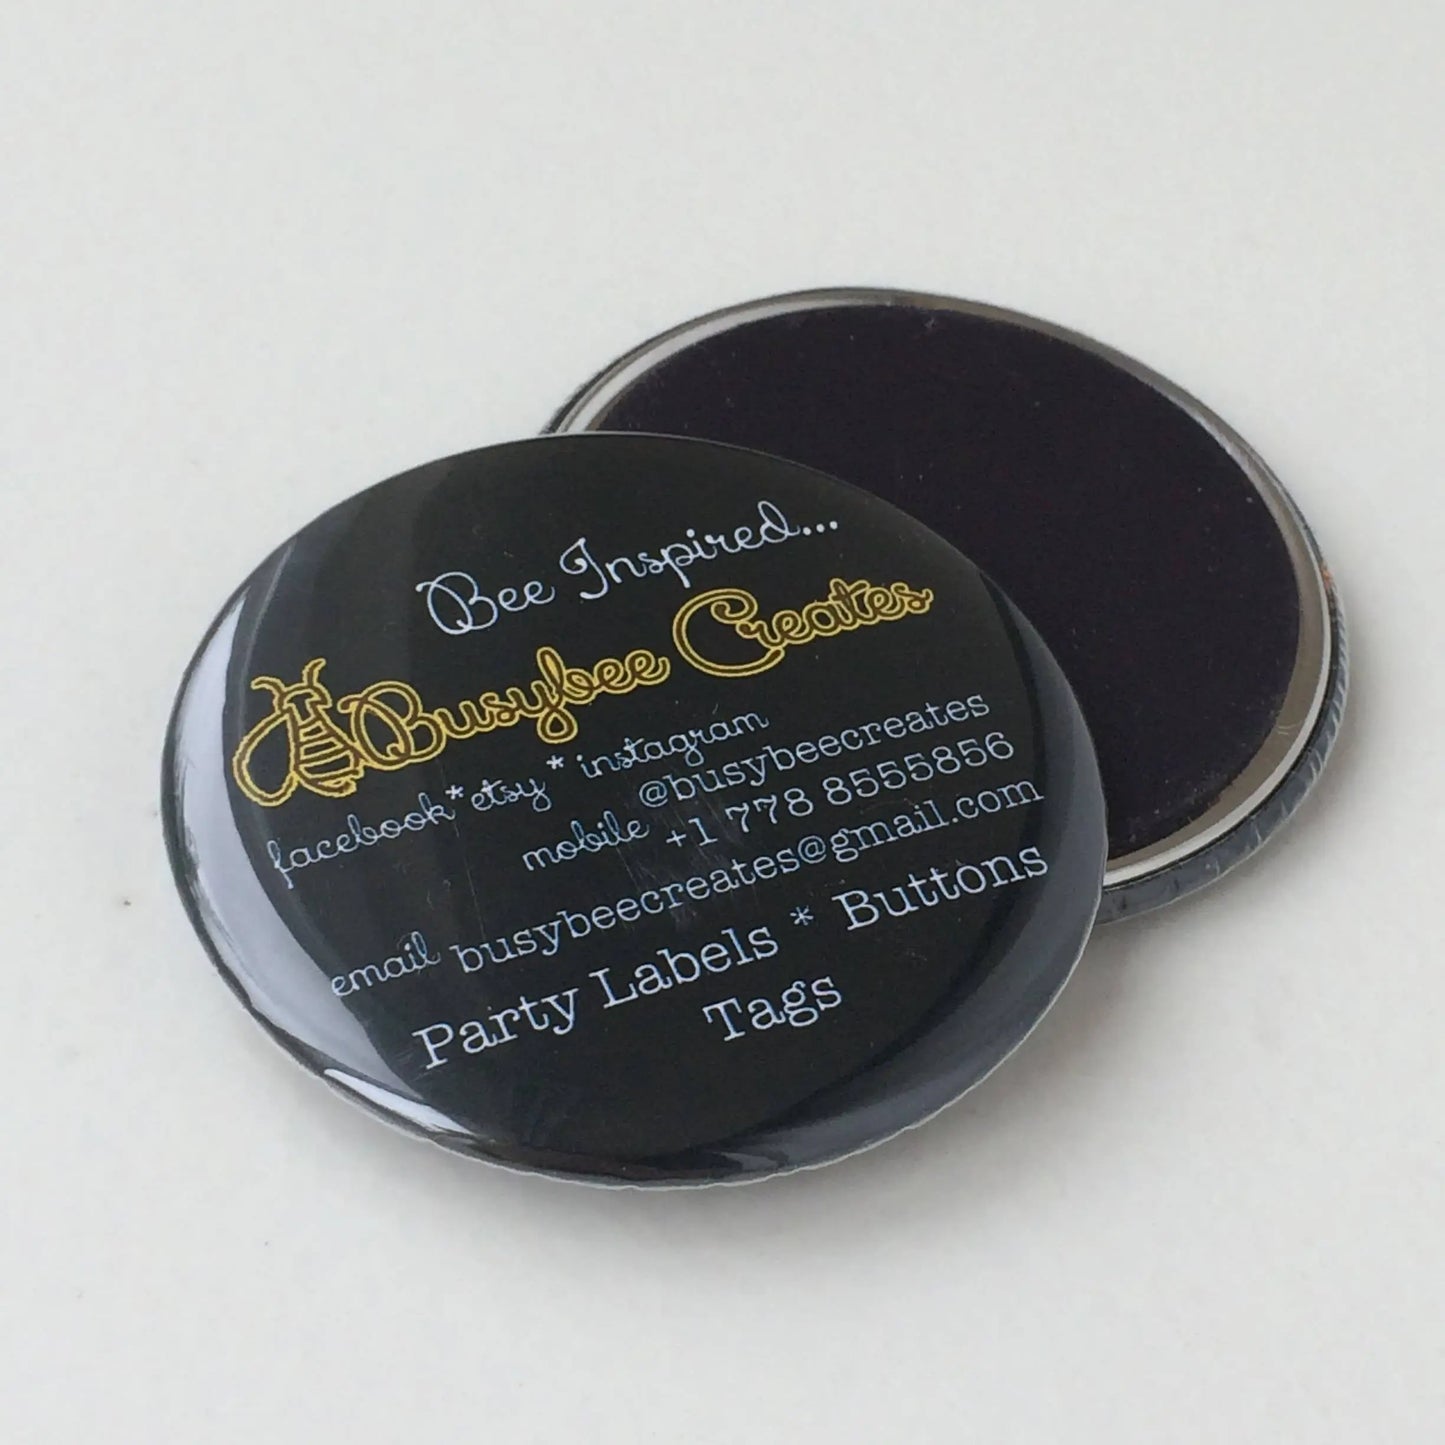 Bee Inspired...
Busybee Creates
facebook*etsy*instagram
@busybeecreates
mobile +1 778 8555856
email busybeecreates@gmail.com
Party Labels * Buttons
Tags